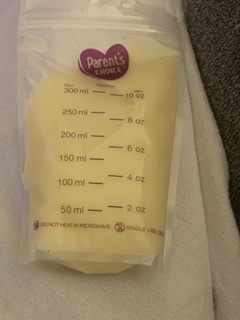 Parent's
CHOICE
300 ml 10 oz
250 ml 8 oz
200 ml 6 oz
150 ml 4 oz
100 ml 2 oz
50 ml
DO NOT HEAT IN MICROWAVE SINGLE USE